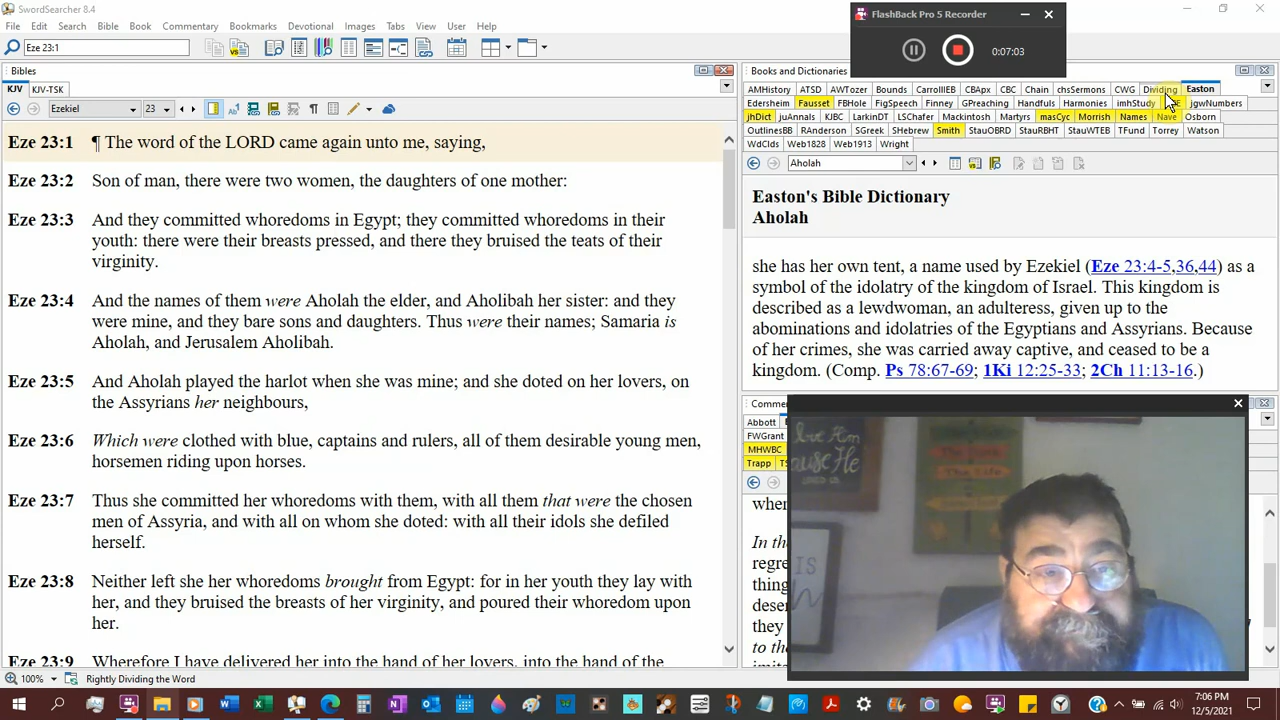 SwordSearcher 8.4
File Edit Search Bible Book Commentary Bookmarks Devotional Images Tabs View User Help
Eze 23:1
FlashBack Pro 5 Recorder
0:07:03
Bibles
KJV KJV-TSK
Ezekiel 23
Eze 23:1 ¶ The word of the LORD came again unto me, saying,
Eze 23:2 Son of man, there were two women, the daughters of one mother:
Eze 23:3 And they committed whoredoms in Egypt; they committed whoredoms in their
youth: there were their breasts pressed, and there they bruised the teats of their
virginity.
Eze 23:4 And the names of them were Aholah the elder, and Aholibah her sister: and they
were mine, and they bare sons and daughters. Thus were their names; Samaria is
Aholah, and Jerusalem Aholibah.
Eze 23:5 And Aholah played the harlot when she was mine; and she doted on her lovers, on
the Assyrians her neighbours,
Eze 23:6 Which were clothed with blue, captains and rulers, all of them desirable young men,
horsemen riding upon horses.
Eze 23:7 Thus she committed her whoredoms with them, with all them that were the chosen
men of Assyria, and with all on whom she doted: with all their idols she defiled
herself.
Eze 23:8 Neither left she her whoredoms brought from Egypt: for in her youth they lay with
her, and they bruised the breasts of her virginity, and poured their whoredom upon
her.
Eze 23:9 Wherefore I have delivered her into the hand of her lovers, into the hand of the
Books and Dictionaries
AMHistory ATSD AWTozer Bounds CarrollIEB CBApx CBC Chain chsSermons CWG Dividing Easton
Edersheim Fausset FBHole FigSpeech Finney GPreaching Handfuls Harmonies imhStudy jgwNumbers
jhDict juAnnals KJBC LarkinDT LSChafer Mackintosh Martyrs masCyc Morrish Names Nave Osborn
OutlinesBB RAnderson SGreek SHebrew Smith StauOBRD StauRBHT StauWTEB TFund Torrey Watson
WdClds Web1828 Web1913 Wright
Aholah
Easton's Bible Dictionary
Aholah
she has her own tent, a name used by Ezekiel (Eze 23:4-5,36,44) as a
symbol of the idolatry of the kingdom of Israel. This kingdom is
described as a lewdwoman, an adulteress, given up to the
abominations and idolatries of the Egyptians and Assyrians. Because
of her crimes, she was carried away captive, and ceased to be a
kingdom. (Comp. Ps 78:67-69; 1Ki 12:25-33; 2Ch 11:13-16.)
Comme
Abbott
FWGrant
MHWBC
Trapp
when
In the
regre
thing
deser
they
to the
100% Rightly Dividing the Word
7:06 PM
12/5/2021